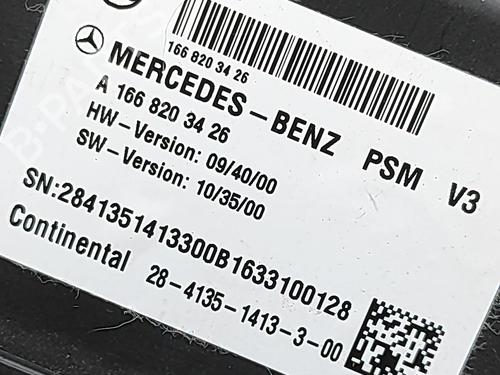 166 820 34 26
MERCEDES-BENZ PSM V3
A 166 820 34 26
HW-Version: 09/40/00
SW-Version: 10/35/00
SN:2841351413300B1633100128
Continental 28-4135-1413-3-00
B-PARTS